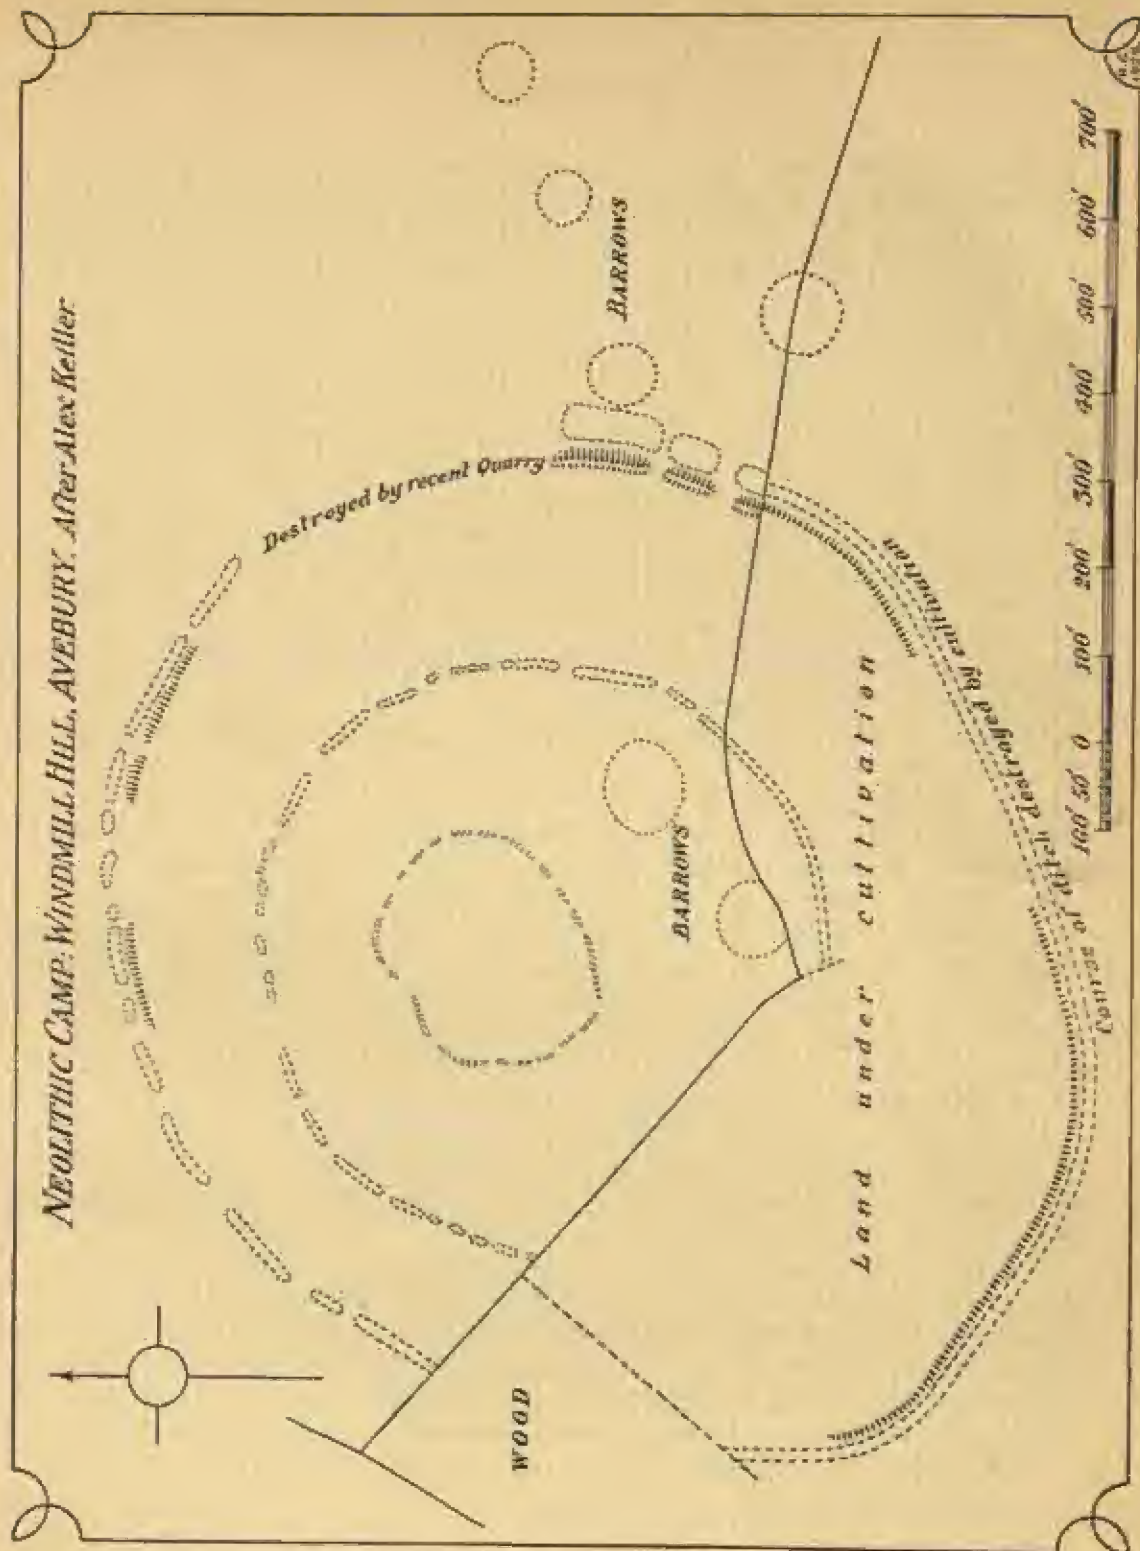 NEOLITHIC CAMP: WINDMILL HILL, AVEBURY. After Alex Keiller.
Destroyed by recent Quarry
BARROWS
BARROWS
WOOD
Land under cultivation
Course of ditch destroyed by cultivation
100' 50' 0 100' 200' 300' 400' 500' 600' 700'